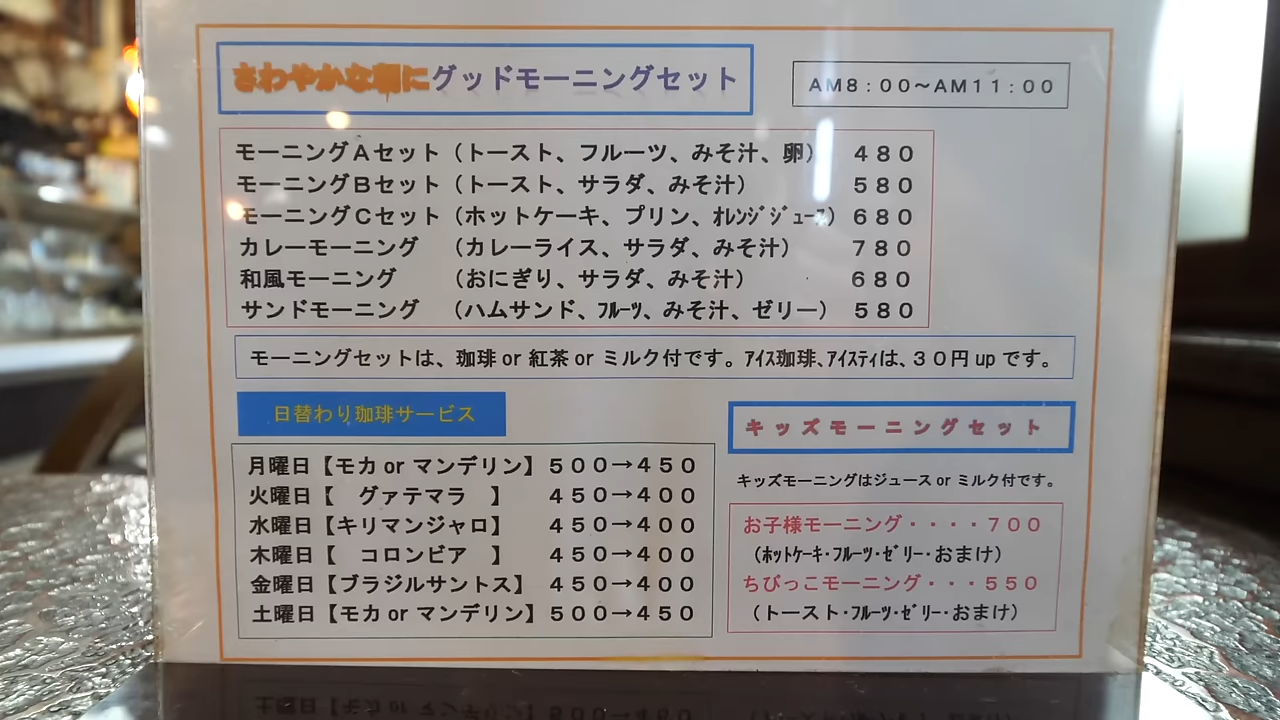 さわやかな朝にグッドモーニングセット
AM8：00～AM11：00
モーニングAセット（トースト、フルーツ、みそ汁、卵） 480
モーニングBセット（トースト、サラダ、みそ汁） 580
モーニングCセット（ホットケーキ、プリン、ｵﾚﾝｼﾞｼﾞｭｰｽ） 680
カレーモーニング （カレーライス、サラダ、みそ汁） 780
和風モーニング （おにぎり、サラダ、みそ汁） 680
サンドモーニング （ハムサンド、ﾌﾙｰﾂ、みそ汁、ゼリー） 580
モーニングセットは、珈琲 or 紅茶 or ミルク付です。ｱｲｽ珈琲、ｱｲｽﾃｨは、３０円 up です。
日替わり珈琲サービス
月曜日【モカ or マンデリン】５００→４５０
火曜日【 グァテマラ 】 ４５０→４００
水曜日【キリマンジャロ】 ４５０→４００
木曜日【 コロンビア 】 ４５０→４００
金曜日【ブラジルサントス】 ４５０→４００
土曜日【モカ or マンデリン】５００→４５０
キッズモーニングセット
キッズモーニングはジュース or ミルク付です。
お子様モーニング・・・・７００
（ﾎｯﾄｹｰｷ・ﾌﾙｰﾂ・ｾﾞﾘｰ・おまけ）
ちびっこモーニング・・・５５０
（トースト・ﾌﾙｰﾂ・ｾﾞﾘｰ・おまけ）